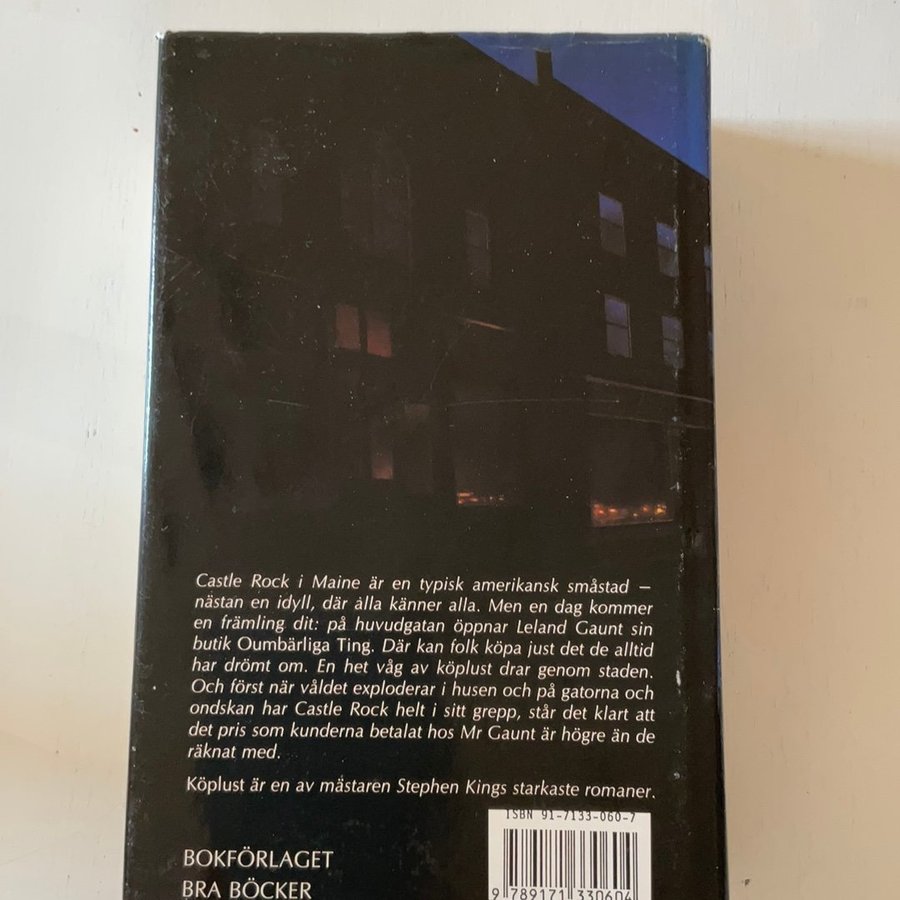 Castle Rock i Maine är en typisk amerikansk småstad –
nästan en idyll, där alla känner alla. Men en dag kommer
en främling dit: på huvudgatan öppnar Leland Gaunt sin
butik Oumbärliga Ting. Där kan folk köpa just det de alltid
har drömt om. En het våg av köplust drar genom staden.
Och först när våldet exploderar i husen och på gatorna och
ondskan har Castle Rock helt i sitt grepp, står det klart att
det pris som kunderna betalat hos Mr Gaunt är högre än de
räknat med.
Köplust är en av mästaren Stephen Kings starkaste romaner.
ISBN 91-7133-060-7
BOKFÖRLAGET
BRA BÖCKER
9 789171 330604